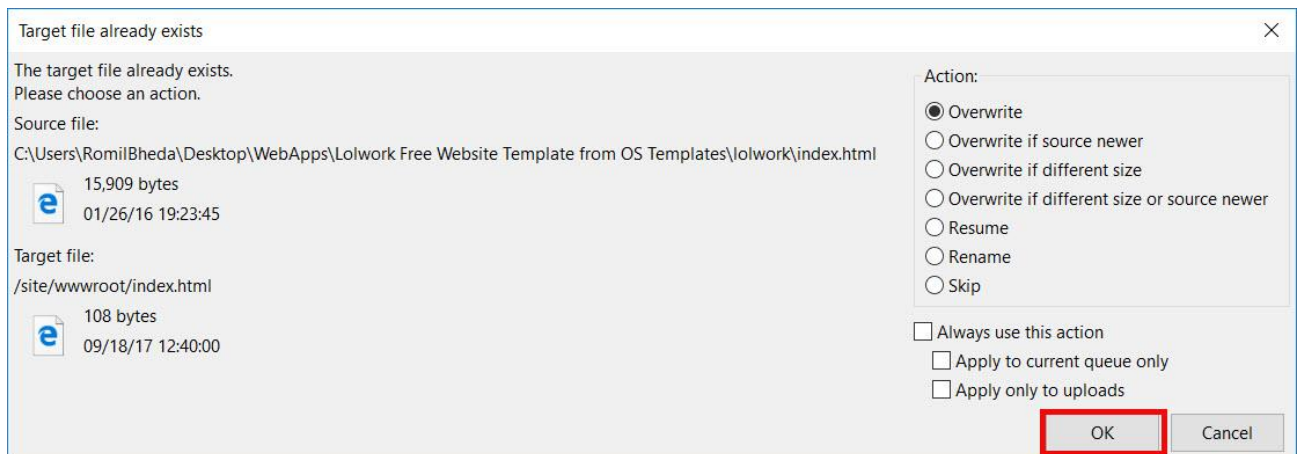 Target file already exists
The target file already exists.
Please choose an action.
Source file:
C:\Users\RomilBheda\Desktop\WebApps\Lolwork Free Website Template from OS Templates\lolwork\index.html
15,909 bytes
01/26/16 19:23:45
Target file:
/site/wwwroot/index.html
108 bytes
09/18/17 12:40:00
Action:
Overwrite
Overwrite if source newer
Overwrite if different size
Overwrite if different size or source newer
Resume
Rename
Skip
Always use this action
Apply to current queue only
Apply only to uploads
OK Cancel